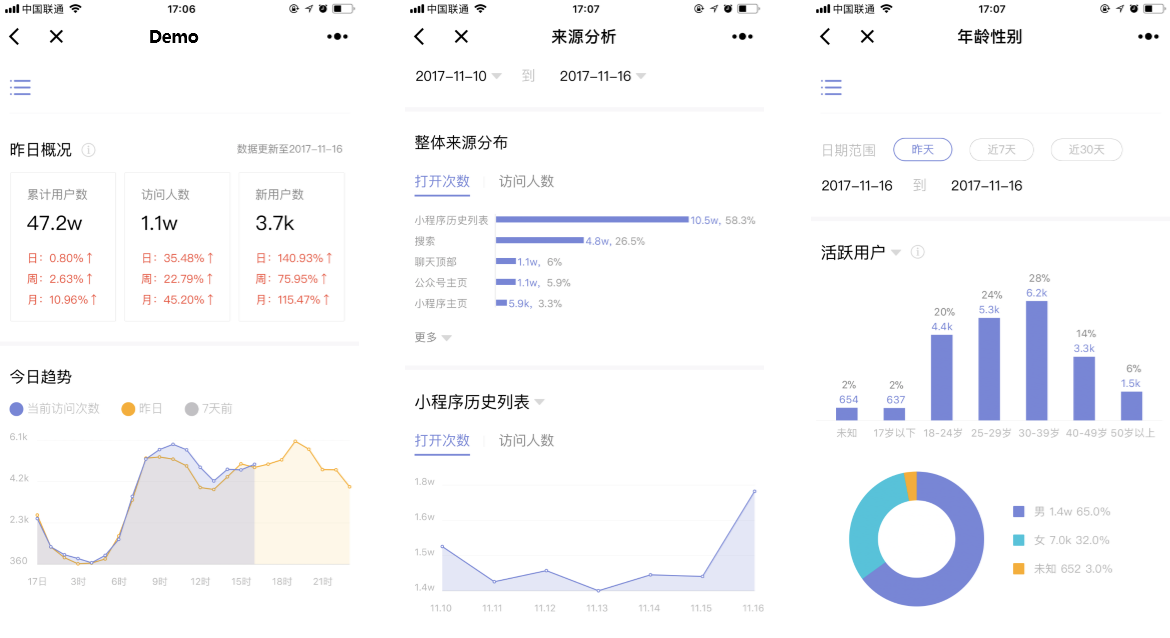 中国联通 17:06
Demo
昨日概况 数据更新至2017-11-16
累计用户数 访问人数 新用户数
47.2w 1.1w 3.7k
日: 0.80%↑ 日: 35.48%↑ 日: 140.93%↑
周: 2.63%↑ 周: 22.79%↑ 周: 75.95%↑
月: 10.96%↑ 月: 45.20%↑ 月: 115.47%↑
今日趋势
当前访问次数 昨日 7天前
6.1k
4.2k
2.3k
360
17日 3时 6时 9时 12时 15时 18时 21时
中国联通 17:07
来源分析
2017-11-10 到 2017-11-16
整体来源分布
打开次数 访问人数
小程序历史列表 10.5w, 58.3%
搜索 4.8w, 26.5%
聊天顶部 1.1w, 6%
公众号主页 1.1w, 5.9%
小程序主页 5.9k, 3.3%
更多
小程序历史列表
打开次数 访问人数
1.8w
1.6w
1.5w
1.4w
11.10 11.11 11.12 11.13 11.14 11.15 11.16
中国联通 17:07
年龄性别
日期范围 昨天 近7天 近30天
2017-11-16 到 2017-11-16
活跃用户
2% 2% 20% 24% 28% 14% 6%
654 637 4.4k 5.3k 6.2k 3.3k 1.5k
未知 17岁以下 18-24岁 25-29岁 30-39岁 40-49岁 50岁以上
男 1.4w 65.0%
女 7.0k 32.0%
未知 652 3.0%